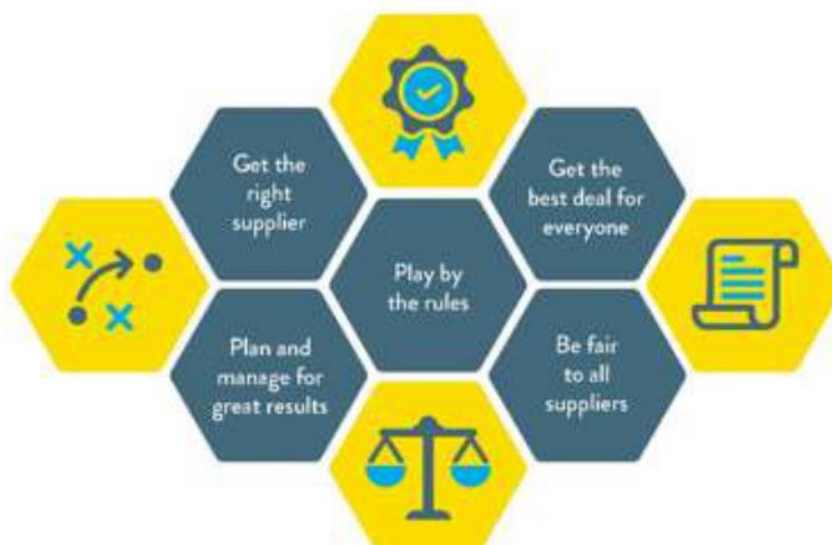 Get the
right
supplier
Get the
best deal for
everyone
Play by
the rules
Plan and
manage for
great results
Be fair
to all
suppliers